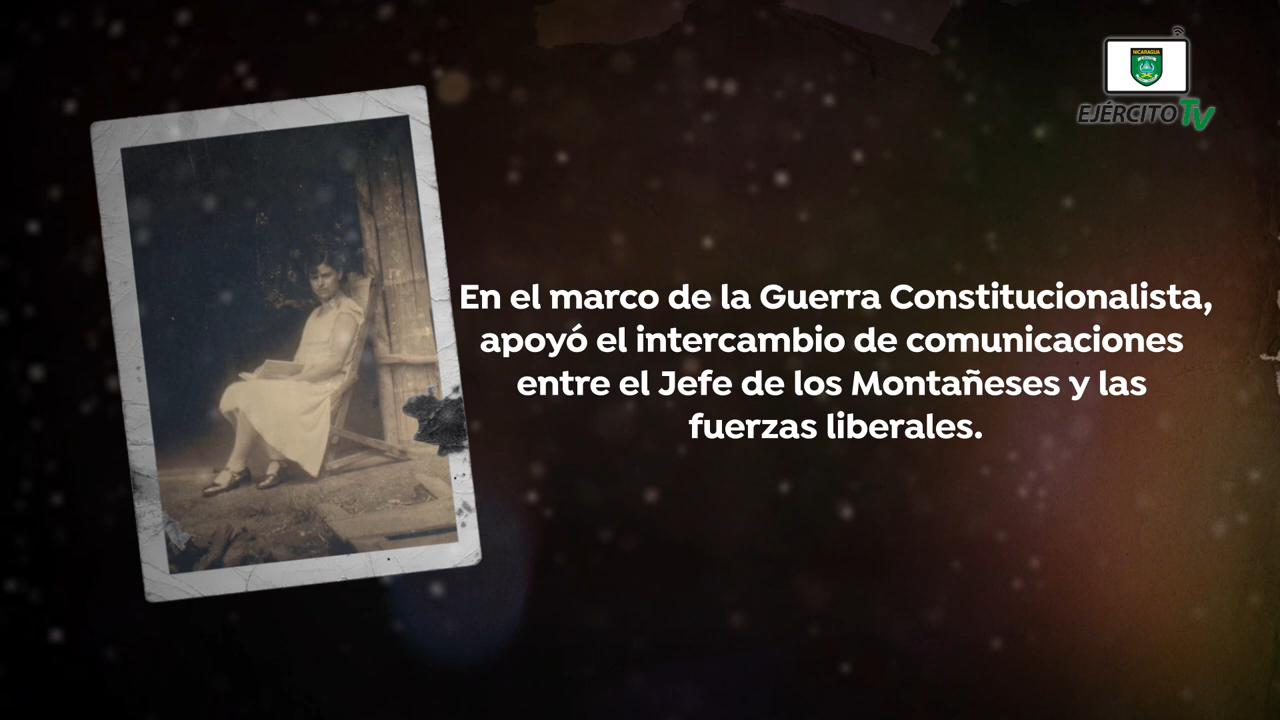 NICARAGUA
EJÉRCITO TV
En el marco de la Guerra Constitucionalista,
apoyó el intercambio de comunicaciones
entre el Jefe de los Montañeses y las
fuerzas liberales.